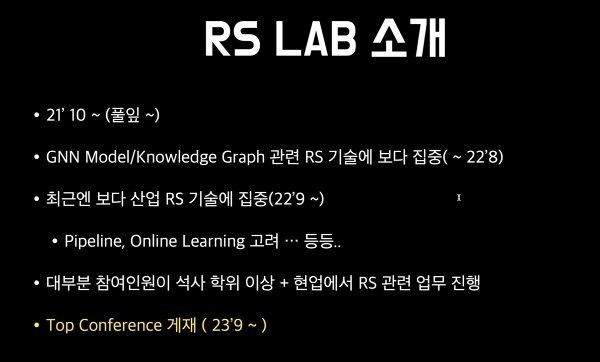 RS LAB 소개
• 21' 10 ~ (풀잎 ~)
• GNN Model/Knowledge Graph 관련 RS 기술에 보다 집중( ~ 22'8)
• 최근엔 보다 산업 RS 기술에 집중(22'9 ~)
• Pipeline, Online Learning 고려 … 등등..
• 대부분 참여인원이 석사 학위 이상 + 현업에서 RS 관련 업무 진행
• Top Conference 게재 ( 23'9 ~ )